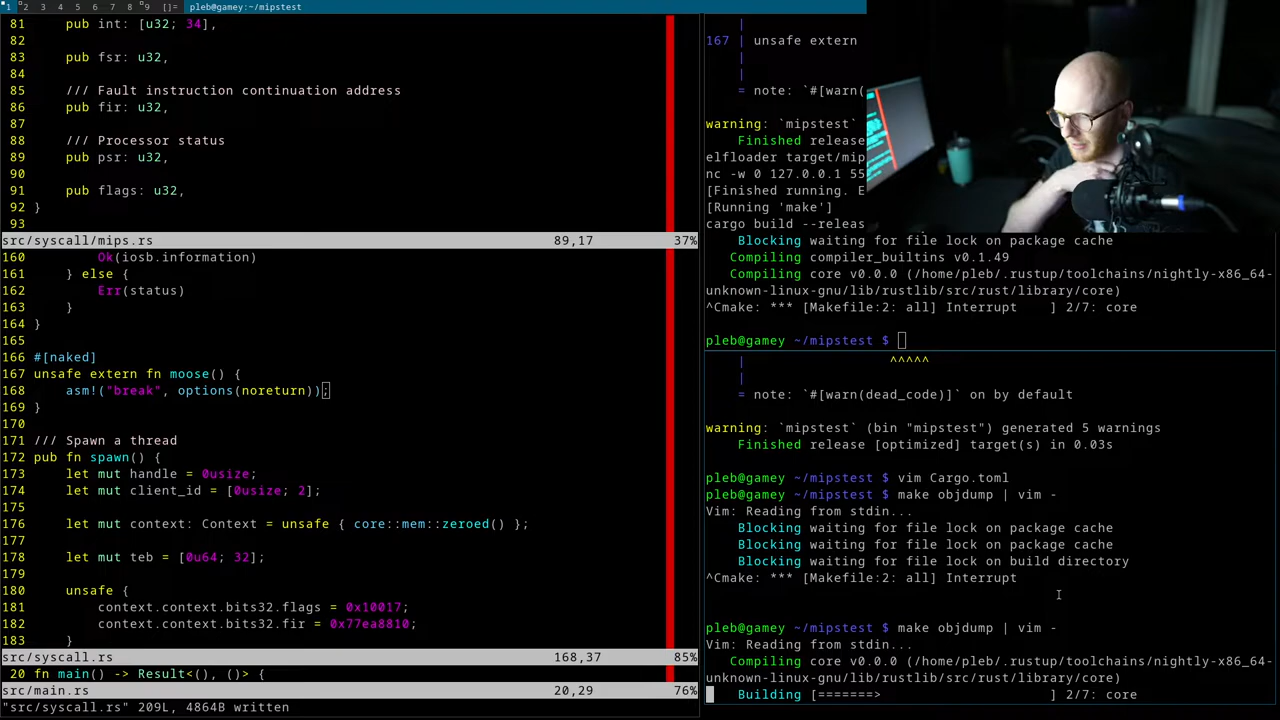 1 2 3 4 5 6 7 8 9 []= pleb@gamey:~/mipstest
81 pub int: [u32; 34],
82
83 pub fsr: u32,
84
85 /// Fault instruction continuation address
86 pub fir: u32,
87
88 /// Processor status
89 pub psr: u32,
90
91 pub flags: u32,
92 }
93
src/syscall/mips.rs 89,17 37%
160 Ok(iosb.information)
161 } else {
162 Err(status)
163 }
164 }
165
166 #[naked]
167 unsafe extern fn moose() {
168 asm!("break", options(noreturn));
169 }
170
171 /// Spawn a thread
172 pub fn spawn() {
173 let mut handle = 0usize;
174 let mut client_id = [0usize; 2];
175
176 let mut context: Context = unsafe { core::mem::zeroed() };
177
178 let mut teb = [0u64; 32];
179
180 unsafe {
181 context.context.bits32.flags = 0x10017;
182 context.context.bits32.fir = 0x77ea8810;
183 }
src/syscall.rs 168,37 85%
20 fn main() -> Result<(), ()> {
src/main.rs 20,29 76%
"src/syscall.rs" 209L, 4864B written
|
167 | unsafe extern
|
|
= note: `#[warn(
warning: `mipstest`
Finished release
elfloader target/mip
nc -w 0 127.0.0.1 55
[Finished running. E
[Running 'make']
cargo build --releas
Blocking waiting for file lock on package cache
Compiling compiler_builtins v0.1.49
Compiling core v0.0.0 (/home/pleb/.rustup/toolchains/nightly-x86_64-
unknown-linux-gnu/lib/rustlib/src/rust/library/core)
^Cmake: *** [Makefile:2: all] Interrupt ] 2/7: core
pleb@gamey ~/mipstest $
| ^^^^^
|
= note: `#[warn(dead_code)]` on by default
warning: `mipstest` (bin "mipstest") generated 5 warnings
Finished release [optimized] target(s) in 0.03s
pleb@gamey ~/mipstest $ vim Cargo.toml
pleb@gamey ~/mipstest $ make objdump | vim -
Vim: Reading from stdin...
Blocking waiting for file lock on package cache
Blocking waiting for file lock on package cache
Blocking waiting for file lock on build directory
^Cmake: *** [Makefile:2: all] Interrupt
pleb@gamey ~/mipstest $ make objdump | vim -
Vim: Reading from stdin...
Compiling core v0.0.0 (/home/pleb/.rustup/toolchains/nightly-x86_64-
unknown-linux-gnu/lib/rustlib/src/rust/library/core)
Building [=======> ] 2/7: core